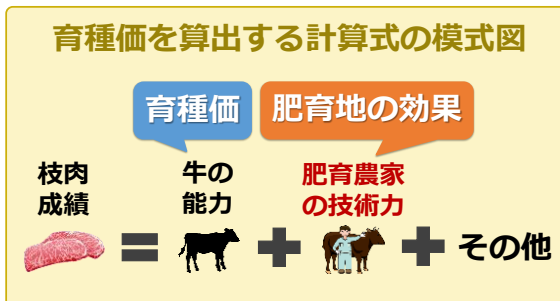 育種価を算出する計算式の模式図
育種価
肥育地の効果
枝肉
成績
牛の
能力
肥育農家
の技術力
その他